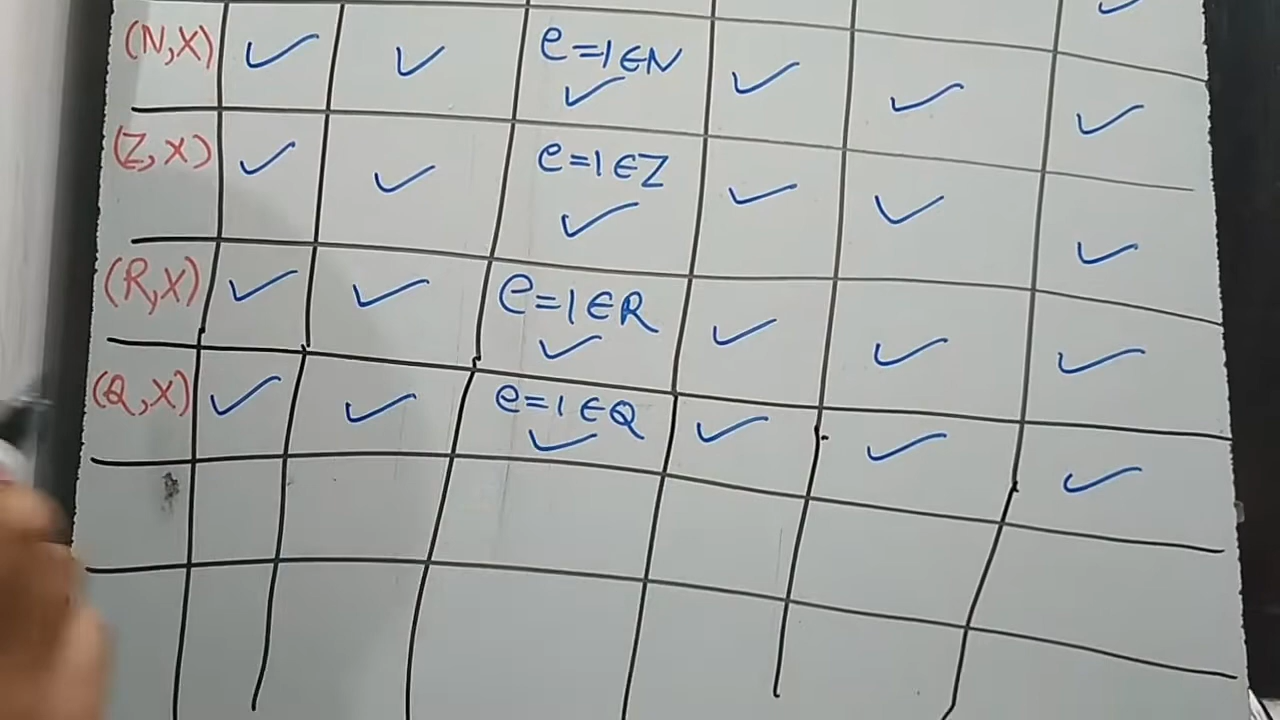 (N,X) ✓ ✓ e=1∈N ✓ ✓ ✓ ✓
(Z,X) ✓ ✓ e=1∈Z ✓ ✓ ✓ ✓
(R,X) ✓ ✓ e=1∈R ✓ ✓ ✓ ✓
(Q,X) ✓ ✓ e=1∈Q ✓ ✓ ✓ ✓